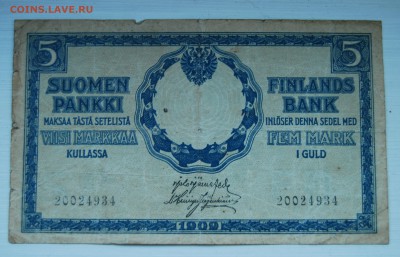 COINS.LAVE.RU
5 5
SUOMEN PANKKI
MAKSAA TÄSTÄ SETELISTÄ
VIISI MARKKAA
KULLASSA
FINLANDS BANK
INLÖSER DENNA SEDEL MED
FEM MARK
I GULD
20024934 20024934
1909